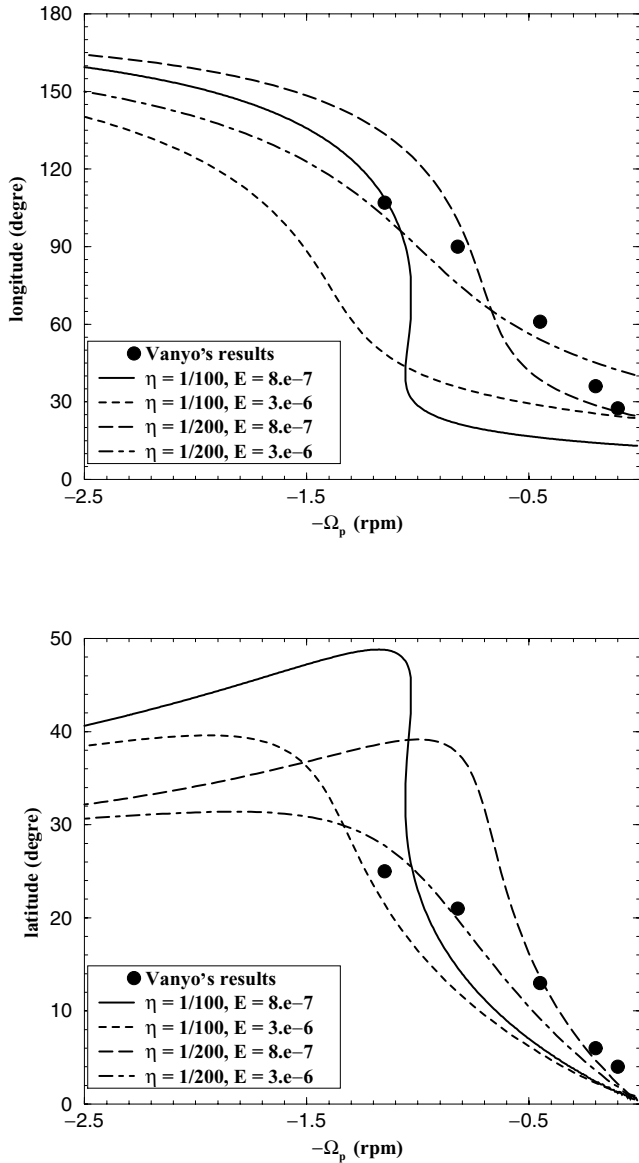 180
150
120
90
60
30
0
longitude (degre)
Vanyo's results
η = 1/100, E = 8.e−7
η = 1/100, E = 3.e−6
η = 1/200, E = 8.e−7
η = 1/200, E = 3.e−6
−2.5 −1.5 −0.5
−Ωp (rpm)
50
40
30
20
10
0
latitude (degre)
Vanyo's results
η = 1/100, E = 8.e−7
η = 1/100, E = 3.e−6
η = 1/200, E = 8.e−7
η = 1/200, E = 3.e−6
−2.5 −1.5 −0.5
−Ωp (rpm)